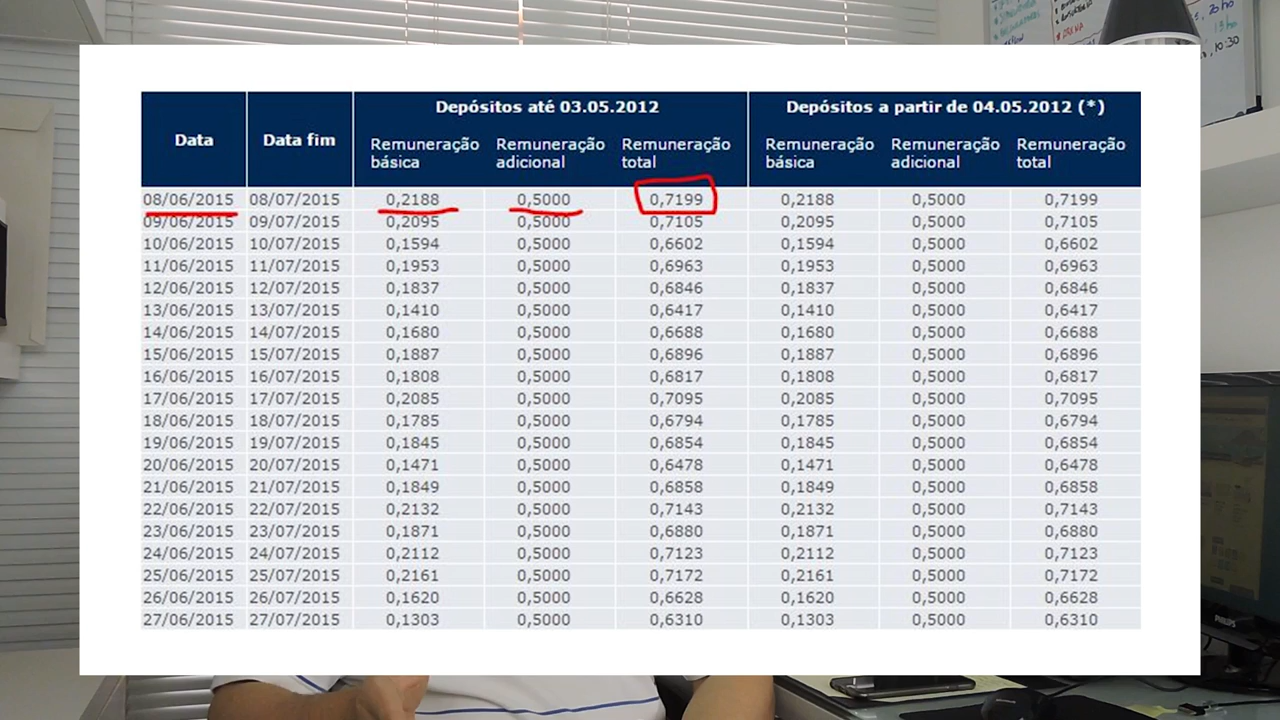 20 ho
13 ho
10:30
Depósitos até 03.05.2012 Depósitos a partir de 04.05.2012 (*)
Data Data fim Remuneração básica Remuneração adicional Remuneração total Remuneração básica Remuneração adicional Remuneração total
08/06/2015 08/07/2015 0,2188 0,5000 0,7199 0,2188 0,5000 0,7199
09/06/2015 09/07/2015 0,2095 0,5000 0,7105 0,2095 0,5000 0,7105
10/06/2015 10/07/2015 0,1594 0,5000 0,6602 0,1594 0,5000 0,6602
11/06/2015 11/07/2015 0,1953 0,5000 0,6963 0,1953 0,5000 0,6963
12/06/2015 12/07/2015 0,1837 0,5000 0,6846 0,1837 0,5000 0,6846
13/06/2015 13/07/2015 0,1410 0,5000 0,6417 0,1410 0,5000 0,6417
14/06/2015 14/07/2015 0,1680 0,5000 0,6688 0,1680 0,5000 0,6688
15/06/2015 15/07/2015 0,1887 0,5000 0,6896 0,1887 0,5000 0,6896
16/06/2015 16/07/2015 0,1808 0,5000 0,6817 0,1808 0,5000 0,6817
17/06/2015 17/07/2015 0,2085 0,5000 0,7095 0,2085 0,5000 0,7095
18/06/2015 18/07/2015 0,1785 0,5000 0,6794 0,1785 0,5000 0,6794
19/06/2015 19/07/2015 0,1845 0,5000 0,6854 0,1845 0,5000 0,6854
20/06/2015 20/07/2015 0,1471 0,5000 0,6478 0,1471 0,5000 0,6478
21/06/2015 21/07/2015 0,1849 0,5000 0,6858 0,1849 0,5000 0,6858
22/06/2015 22/07/2015 0,2132 0,5000 0,7143 0,2132 0,5000 0,7143
23/06/2015 23/07/2015 0,1871 0,5000 0,6880 0,1871 0,5000 0,6880
24/06/2015 24/07/2015 0,2112 0,5000 0,7123 0,2112 0,5000 0,7123
25/06/2015 25/07/2015 0,2161 0,5000 0,7172 0,2161 0,5000 0,7172
26/06/2015 26/07/2015 0,1620 0,5000 0,6628 0,1620 0,5000 0,6628
27/06/2015 27/07/2015 0,1303 0,5000 0,6310 0,1303 0,5000 0,6310
PHILIPS